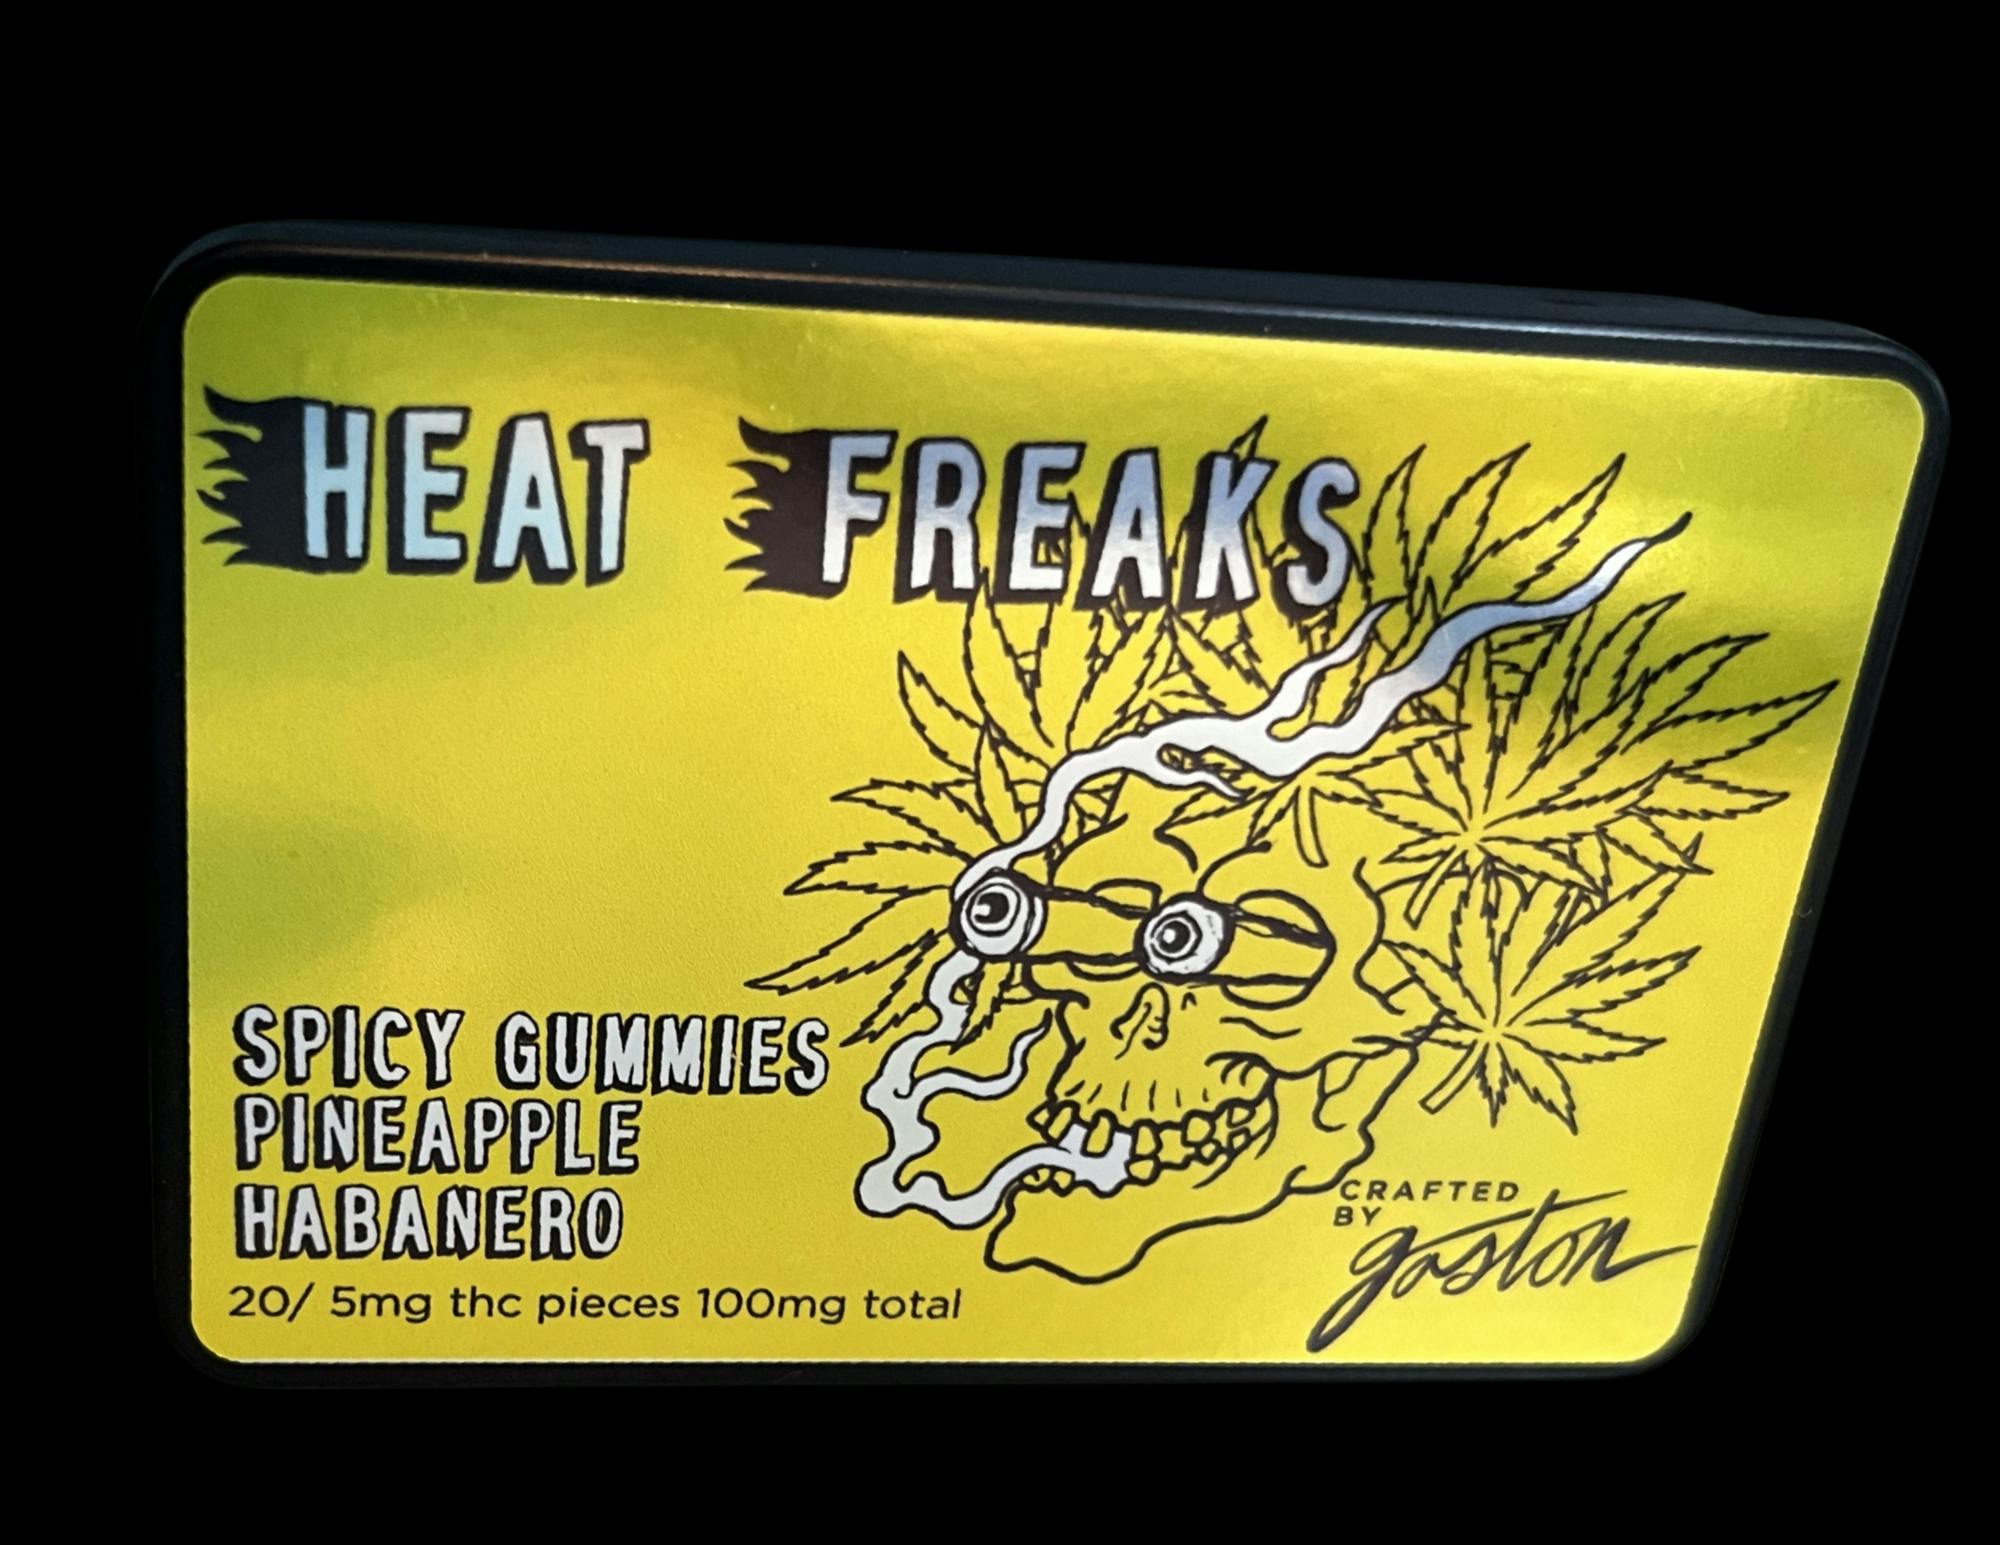 HEAT FREAKS
SPICY GUMMIES
PINEAPPLE
HABANERO
20/ 5mg thc pieces 100mg total
CRAFTED
BY
gaston